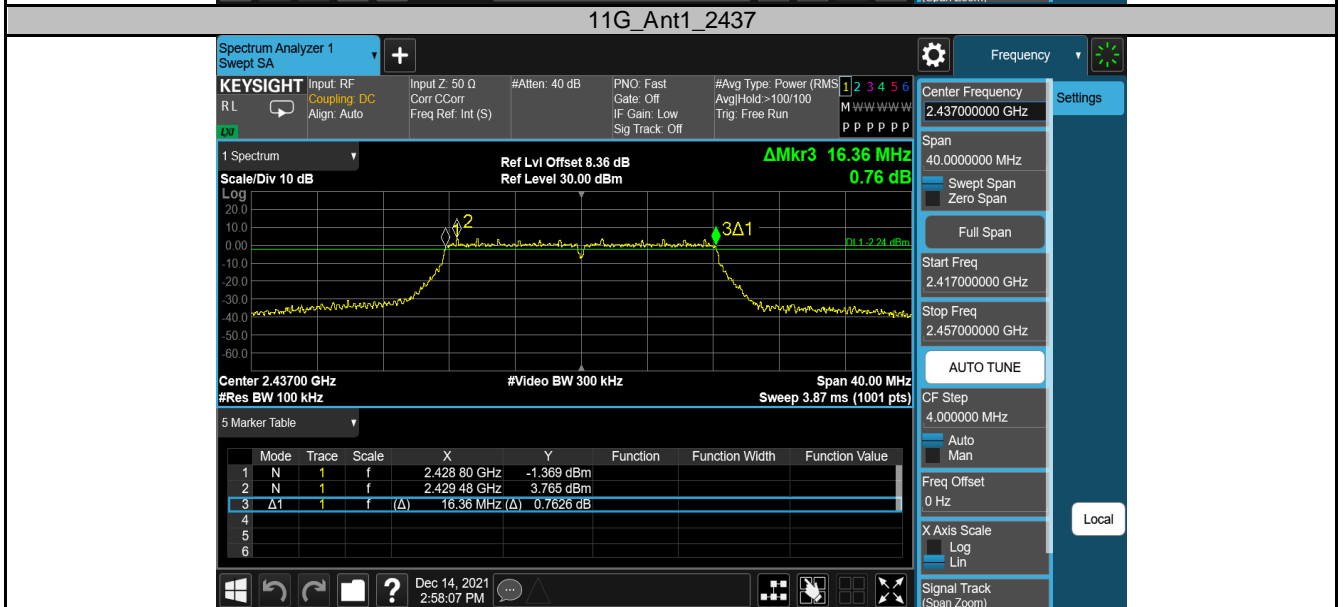 (Span Zoom)
11G_Ant1_2437
Spectrum Analyzer 1
Swept SA
+
Frequency
KEYSIGHT
RL
LXI
Input: RF
Coupling: DC
Align: Auto
Input Z: 50 Ω
Corr CCorr
Freq Ref: Int (S)
#Atten: 40 dB
PNO: Fast
Gate: Off
IF Gain: Low
Sig Track: Off
#Avg Type: Power (RMS
Avg|Hold:>100/100
Trig: Free Run
1 2 3 4 5 6
M W W W W W
P P P P P P
1 Spectrum
Scale/Div 10 dB
Ref Lvl Offset 8.36 dB
Ref Level 30.00 dBm
ΔMkr3 16.36 MHz
0.76 dB
Log
20.0
10.0
0.00
-10.0
-20.0
-30.0
-40.0
-50.0
-60.0
2
3Δ1
DL1 -2.24 dBm
Center 2.43700 GHz
#Video BW 300 kHz
Span 40.00 MHz
#Res BW 100 kHz
Sweep 3.87 ms (1001 pts)
5 Marker Table
Mode Trace Scale X Y Function Function Width Function Value
1 N 1 f 2.428 80 GHz -1.369 dBm
2 N 1 f 2.429 48 GHz 3.765 dBm
3 Δ1 1 f (Δ) 16.36 MHz (Δ) 0.7626 dB
4
5
6
?
Dec 14, 2021
2:58:07 PM
Center Frequency
2.437000000 GHz
Span
40.0000000 MHz
Swept Span
Zero Span
Full Span
Start Freq
2.417000000 GHz
Stop Freq
2.457000000 GHz
AUTO TUNE
CF Step
4.000000 MHz
Auto
Man
Freq Offset
0 Hz
X Axis Scale
Log
Lin
Signal Track
(Span Zoom)
Settings
Local